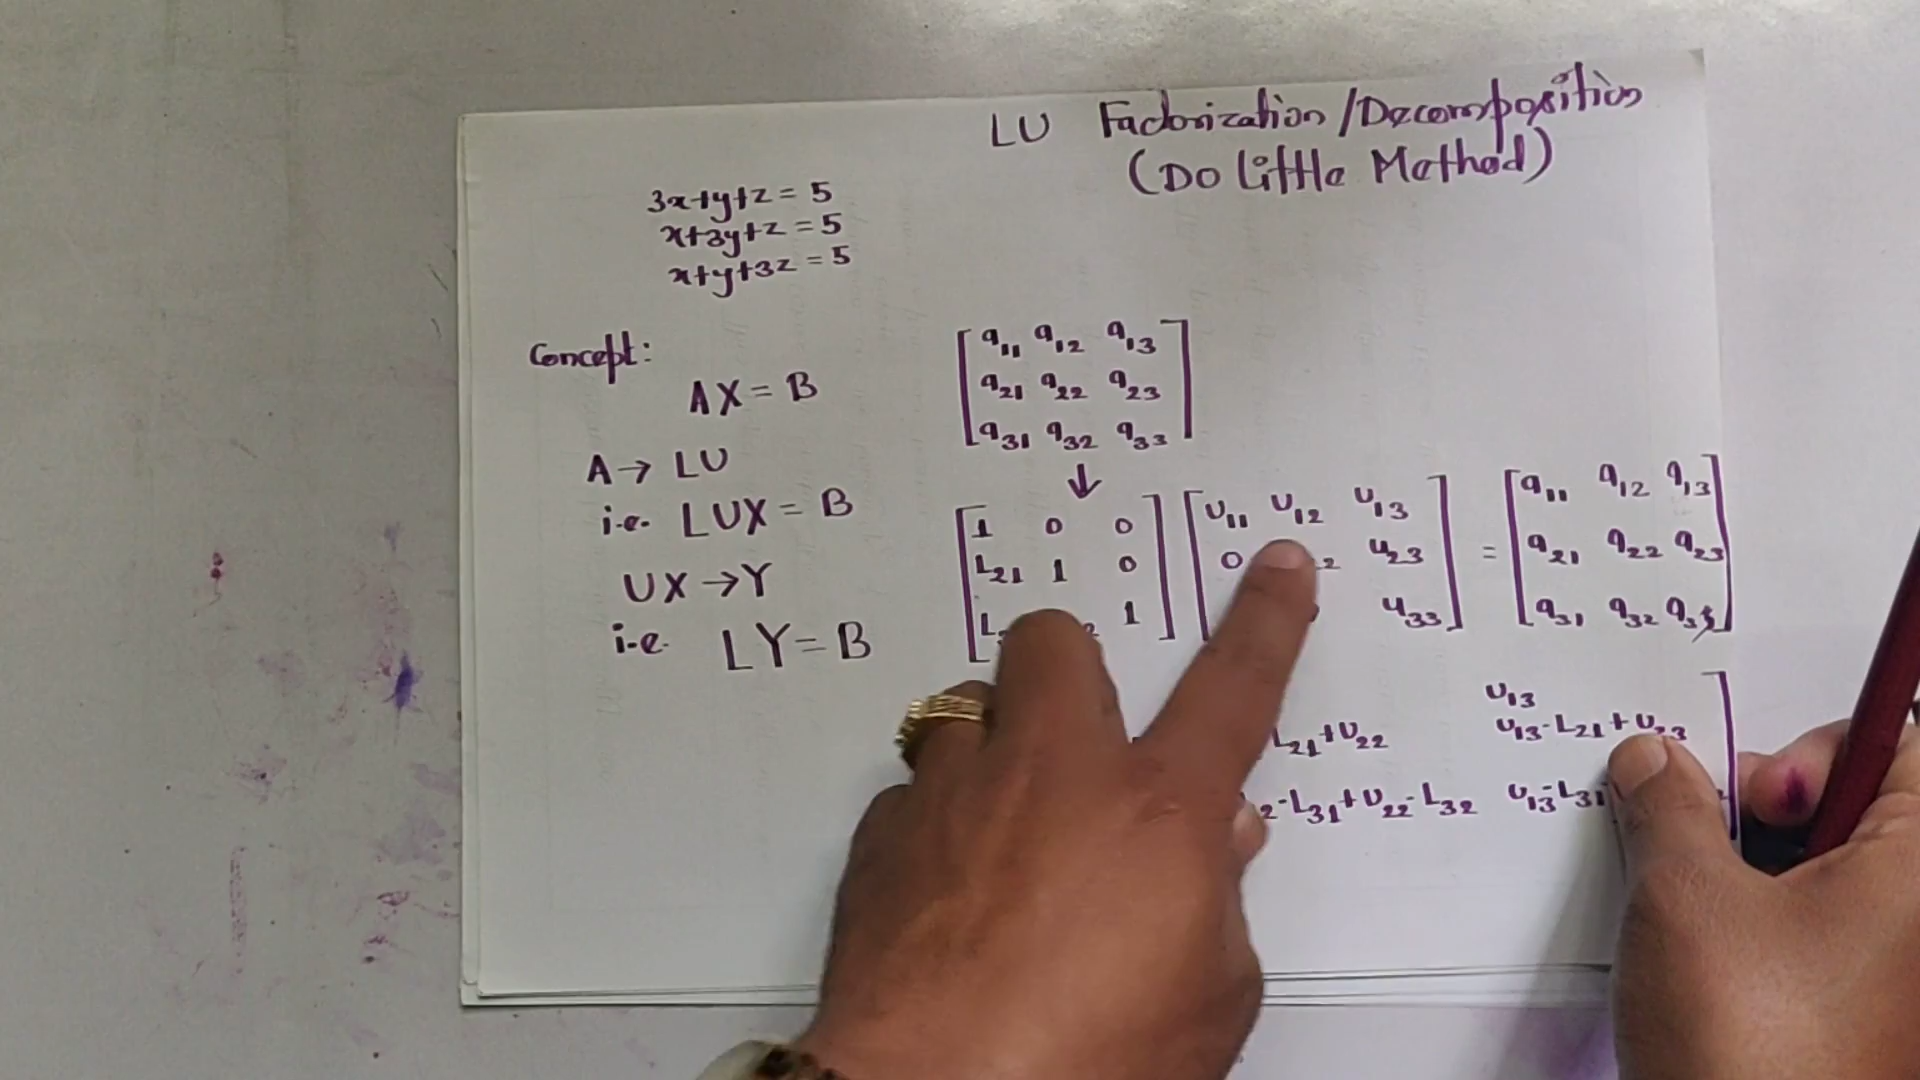 LU Factorization/Decomposition
(Do Little Method)
3x+y+z = 5
x+3y+z = 5
x+y+3z = 5
Concept:
AX = B
A → LU
i.e. LUX = B
UX → Y
i.e. LY = B
a11 a12 a13
a21 a22 a23
a31 a32 a33
↓
1 0 0 U11 U12 U13 = a11 a12 a13
L21 1 0 0 U23 a21 a22 a23
1 U33 a31 a32 a33
U13
L21+U22 U13-L21+U23
-L31+U22-L32 U13-L31